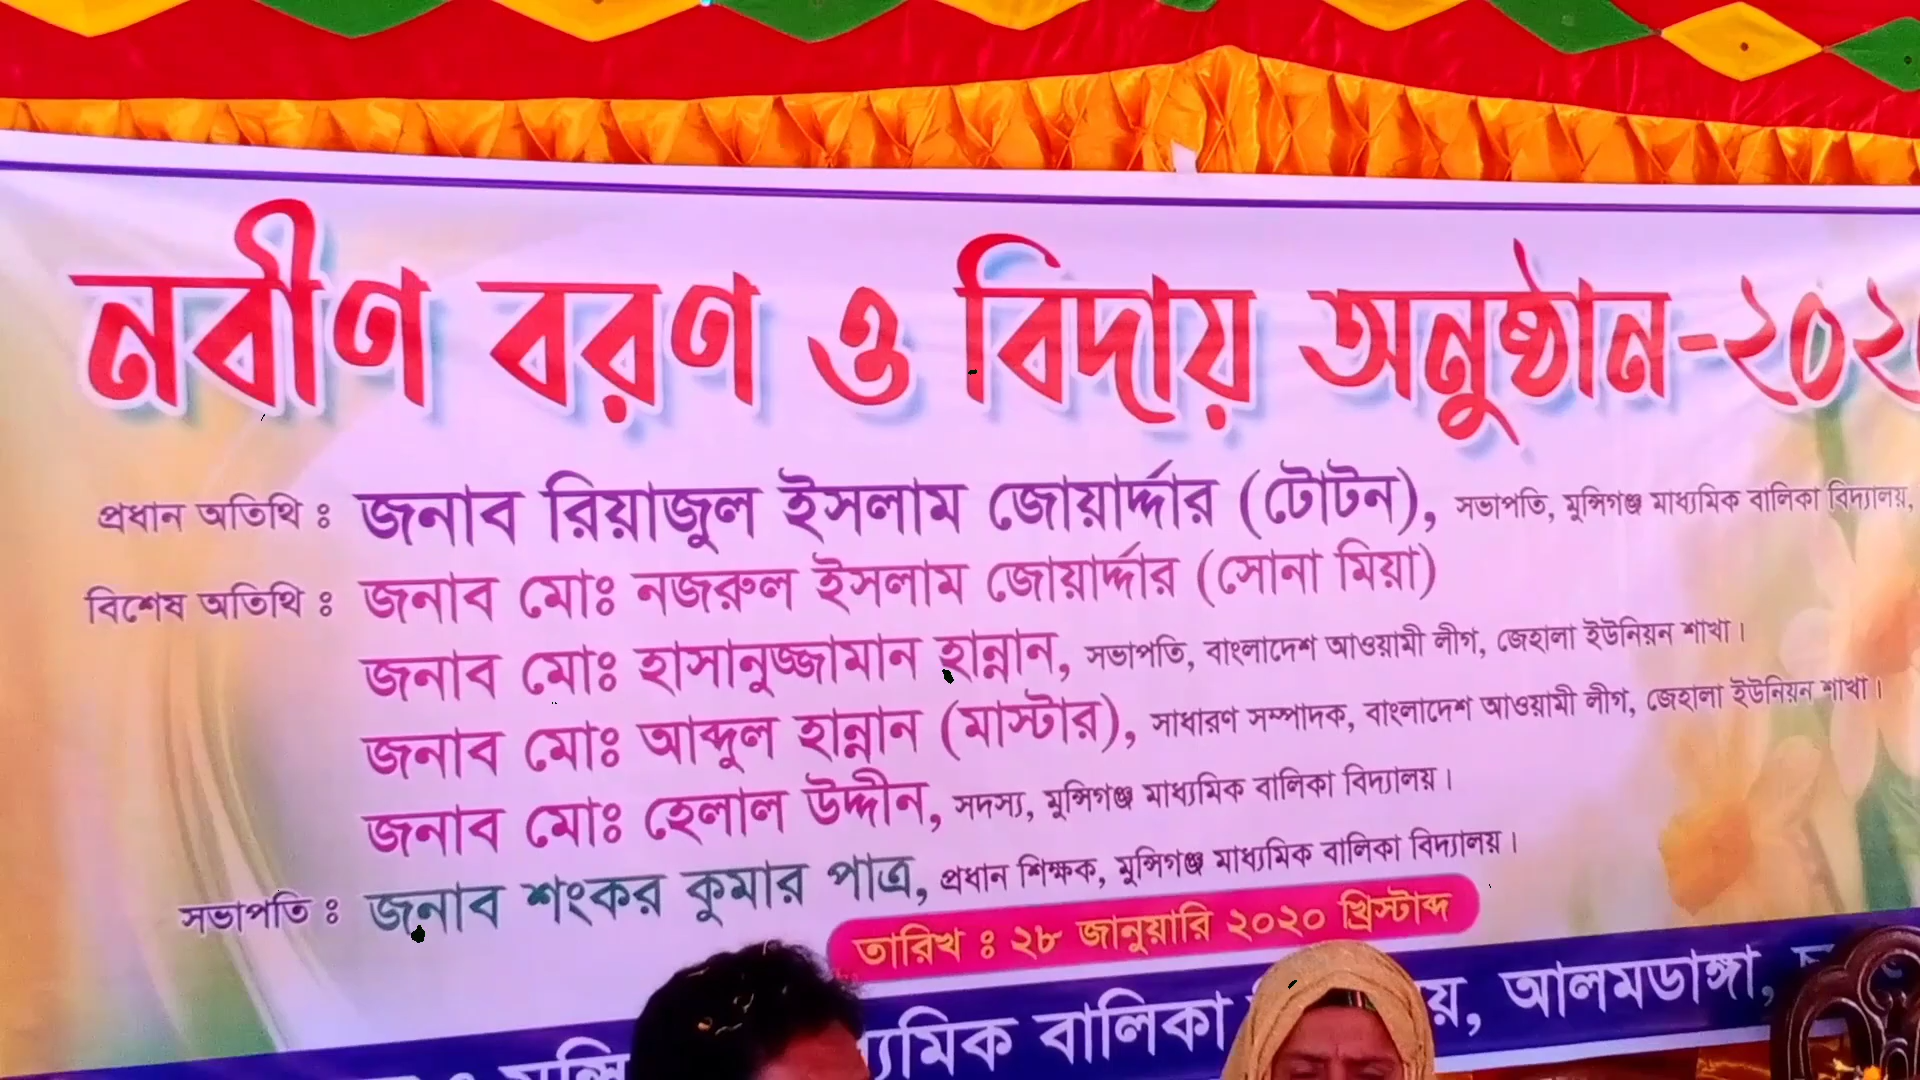 নবীণ বরণ ও বিদায় অনুষ্ঠান-২০২০
প্রধান অতিথি ঃ জনাব রিয়াজুল ইসলাম জোয়ার্দ্দার (টোটন), সভাপতি, মুন্সিগঞ্জ মাধ্যমিক বালিকা বিদ্যালয়,
বিশেষ অতিথি ঃ জনাব মোঃ নজরুল ইসলাম জোয়ার্দ্দার (সোনা মিয়া)
জনাব মোঃ হাসানুজ্জামান হান্নান, সভাপতি, বাংলাদেশ আওয়ামী লীগ, জেহালা ইউনিয়ন শাখা।
জনাব মোঃ আব্দুল হান্নান (মাস্টার), সাধারণ সম্পাদক, বাংলাদেশ আওয়ামী লীগ, জেহালা ইউনিয়ন শাখা।
জনাব মোঃ হেলাল উদ্দীন, সদস্য, মুন্সিগঞ্জ মাধ্যমিক বালিকা বিদ্যালয়।
সভাপতি ঃ জনাব শংকর কুমার পাত্র, প্রধান শিক্ষক, মুন্সিগঞ্জ মাধ্যমিক বালিকা বিদ্যালয়।
তারিখ ঃ ২৮ জানুয়ারি ২০২০ খ্রিস্টাব্দ
বালিকা আলমডাঙ্গা,